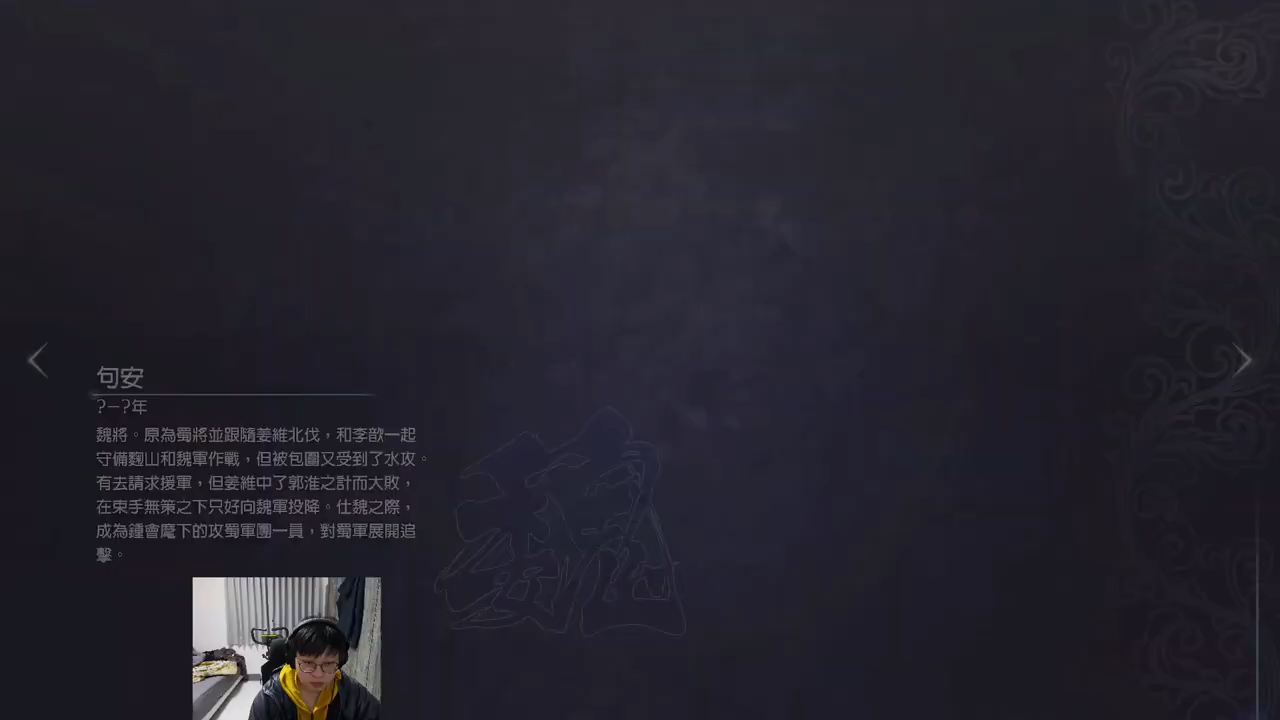 句安
?－?年
魏將。原為蜀將並跟隨姜維北伐，和李歆一起
守備麴山和魏軍作戰，但被包圍又受到了水攻。
有去請求援軍，但姜維中了郭淮之計而大敗，
在束手無策之下只好向魏軍投降。仕魏之際，
成為鍾會麾下的攻蜀軍團一員，對蜀軍展開追
擊。
魏